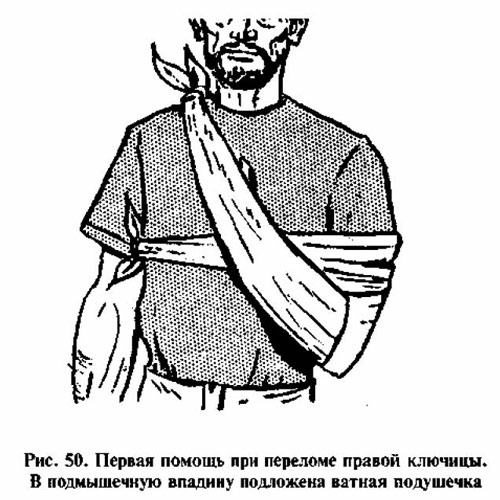 Рис. 50. Первая помощь при переломе правой ключицы.
В подмышечную впадину подложена ватная подушечка